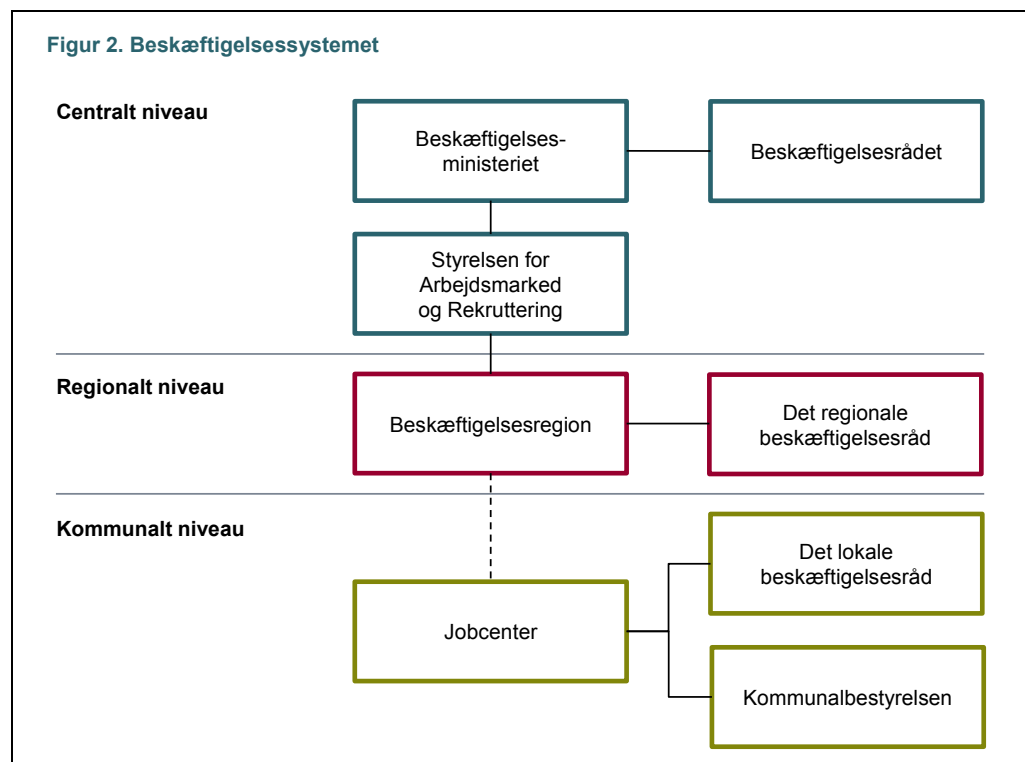 Figur 2. Beskæftigelsessystemet
Centralt niveau
Beskæftigelses-
ministeriet
Beskæftigelsesrådet
Styrelsen for
Arbejdsmarked
og Rekruttering
Regionalt niveau
Beskæftigelsesregion
Det regionale
beskæftigelsesråd
Kommunalt niveau
Det lokale
beskæftigelsesråd
Jobcenter
Kommunalbestyrelsen